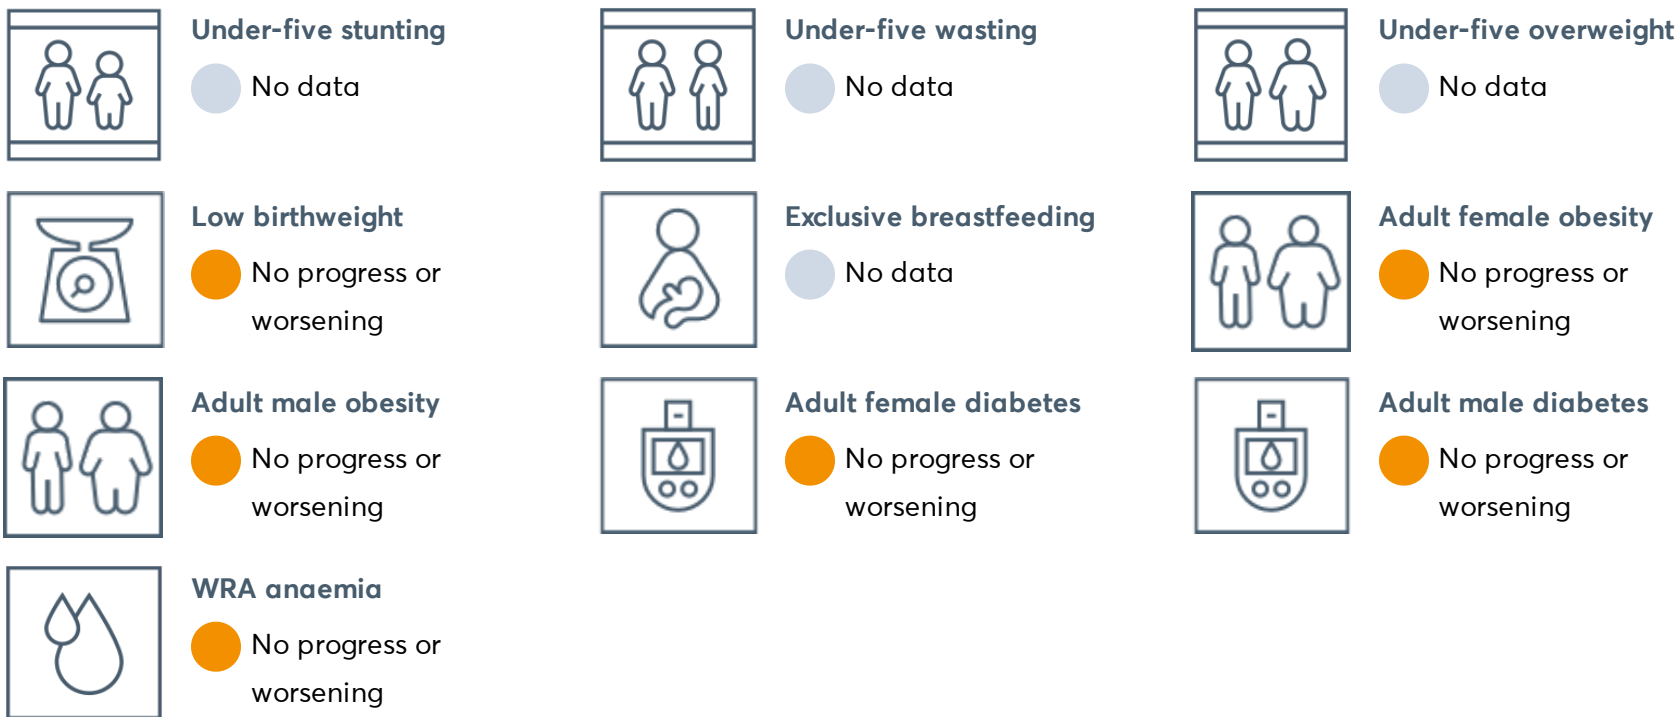 Under-five stunting
No data
Under-five wasting
No data
Under-five overweight
No data
Low birthweight
No progress or
worsening
Exclusive breastfeeding
No data
Adult female obesity
No progress or
worsening
Adult male obesity
No progress or
worsening
Adult female diabetes
No progress or
worsening
Adult male diabetes
No progress or
worsening
WRA anaemia
No progress or
worsening